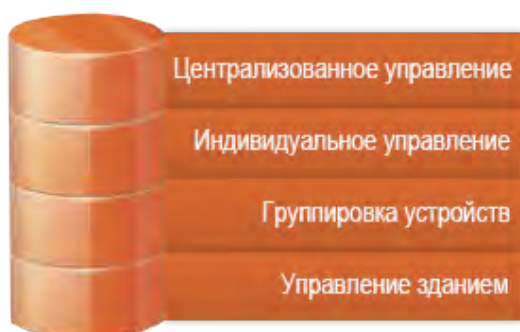 Централизованное управление
Индивидуальное управление
Группировка устройств
Управление зданием